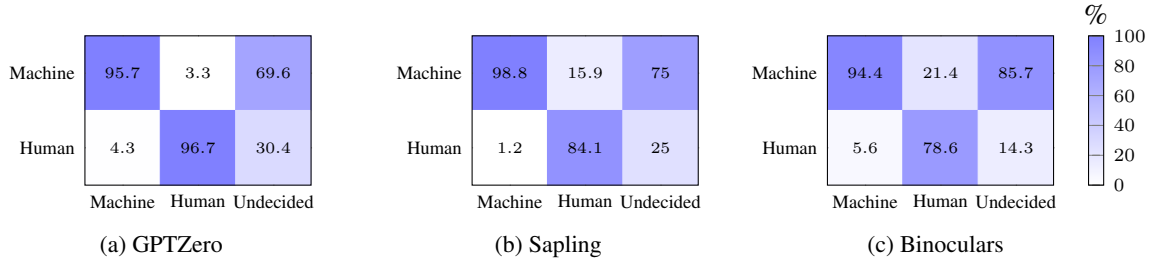 %
Machine 95.7 3.3 69.6
Human 4.3 96.7 30.4
Machine Human Undecided
(a) GPTZero
Machine 98.8 15.9 75
Human 1.2 84.1 25
Machine Human Undecided
(b) Sapling
Machine 94.4 21.4 85.7
Human 5.6 78.6 14.3
Machine Human Undecided
(c) Binoculars
100
80
60
40
20
0